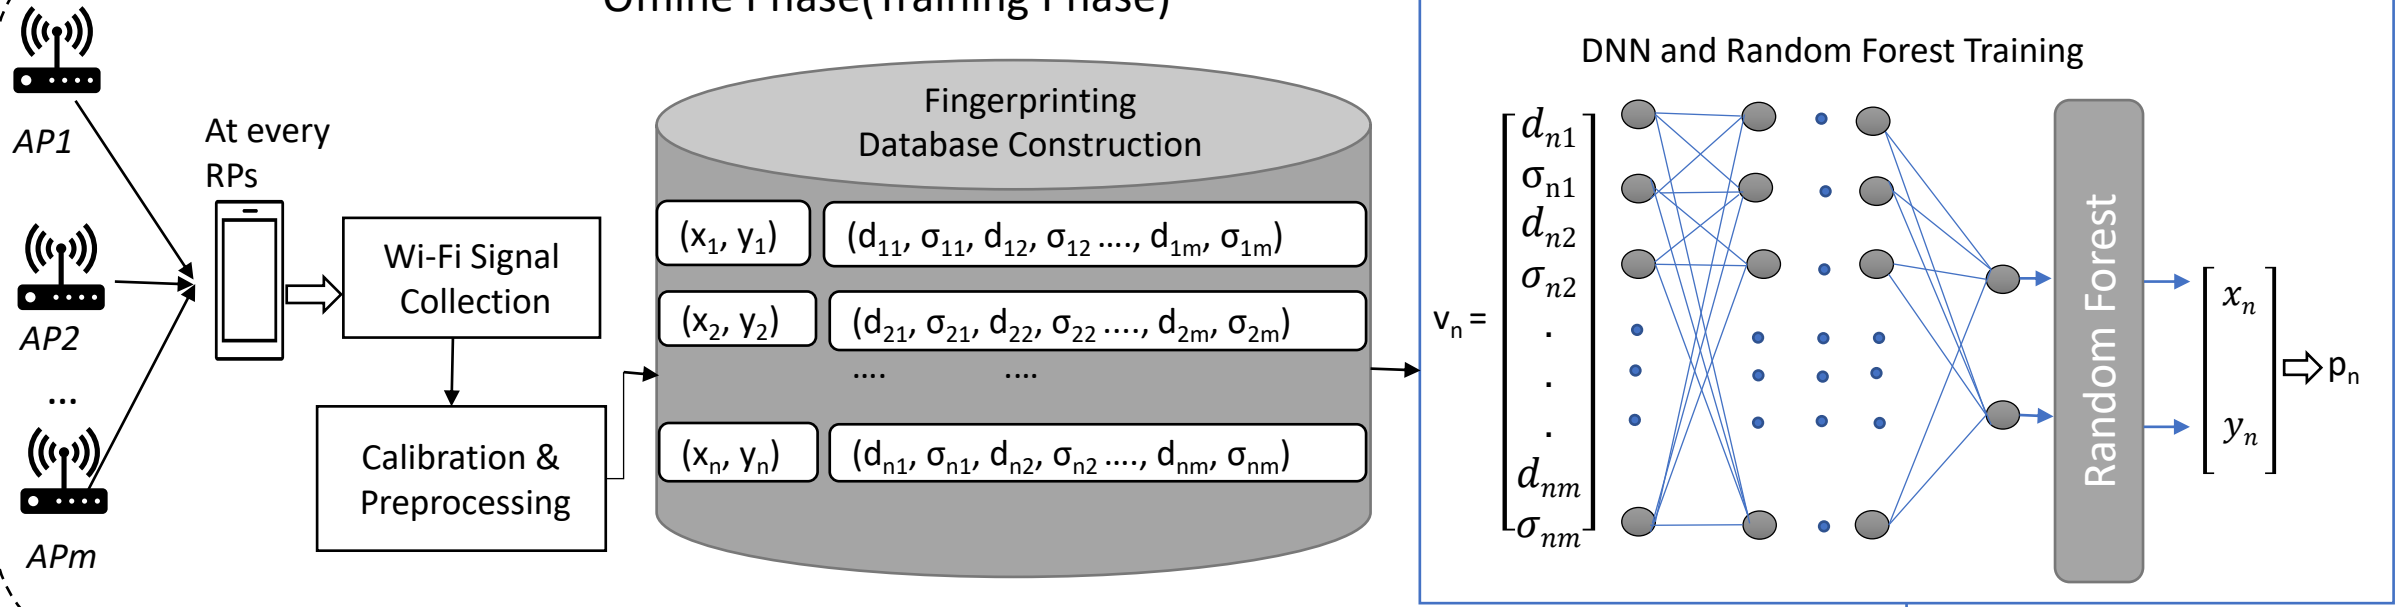 Offline Phase(Training Phase)
AP1
AP2
...
APm
At every
RPs
Wi-Fi Signal
Collection
Calibration &
Preprocessing
Fingerprinting
Database Construction
(x₁, y₁) (d₁₁, σ₁₁, d₁₂, σ₁₂ ...., d₁ₘ, σ₁ₘ)
(x₂, y₂) (d₂₁, σ₂₁, d₂₂, σ₂₂ ...., d₂ₘ, σ₂ₘ)
.... ....
(xₙ, yₙ) (dₙ₁, σₙ₁, dₙ₂, σₙ₂ ...., dₙₘ, σₙₘ)
DNN and Random Forest Training
vₙ =
dₙ₁
σₙ₁
dₙ₂
σₙ₂
.
.
.
dₙₘ
σₙₘ
Random Forest
xₙ
yₙ
pₙ